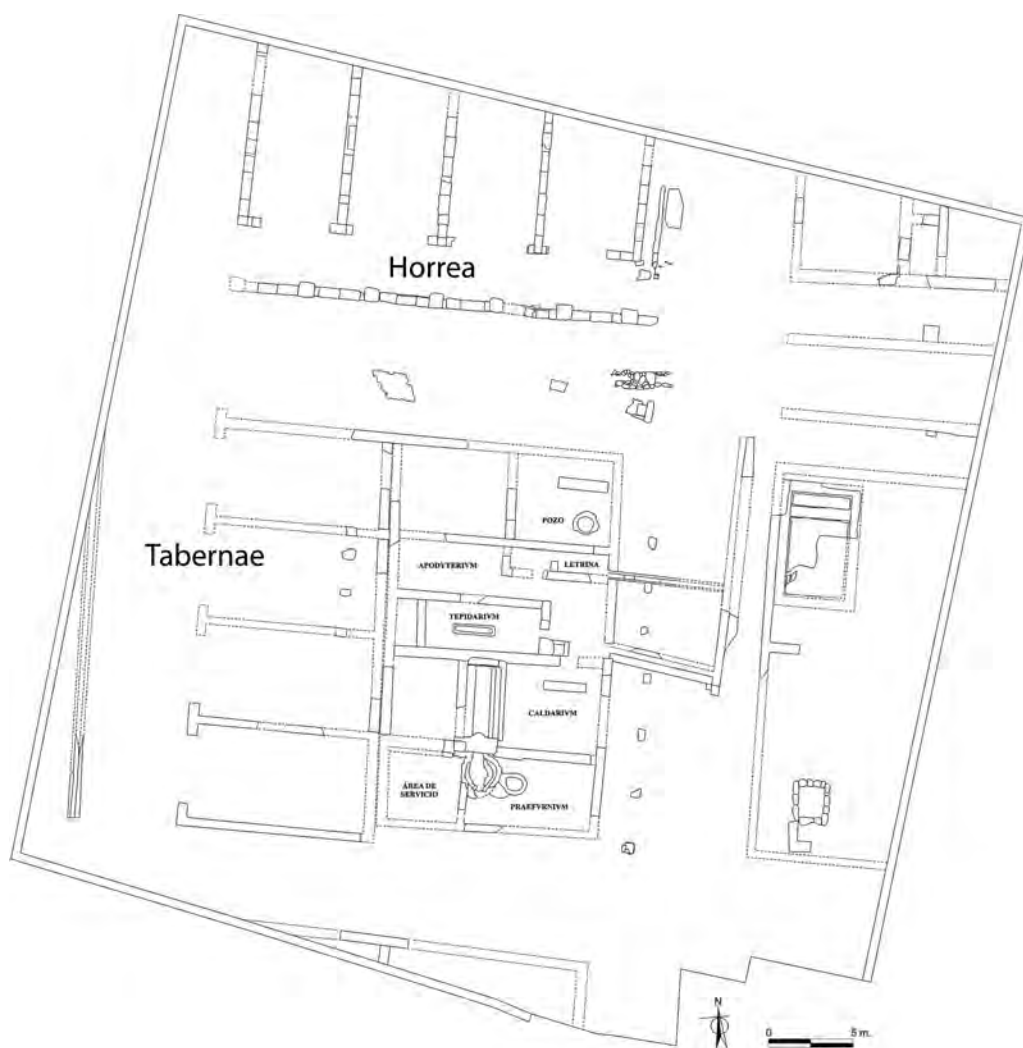 Horrea
POZO
Tabernae
APODYTERIVM
LETRINA
TEPIDARIVM
CALDARIVM
ÁREA DE
SERVICIO
PRAEFVRNIVM
N
0 5 m.